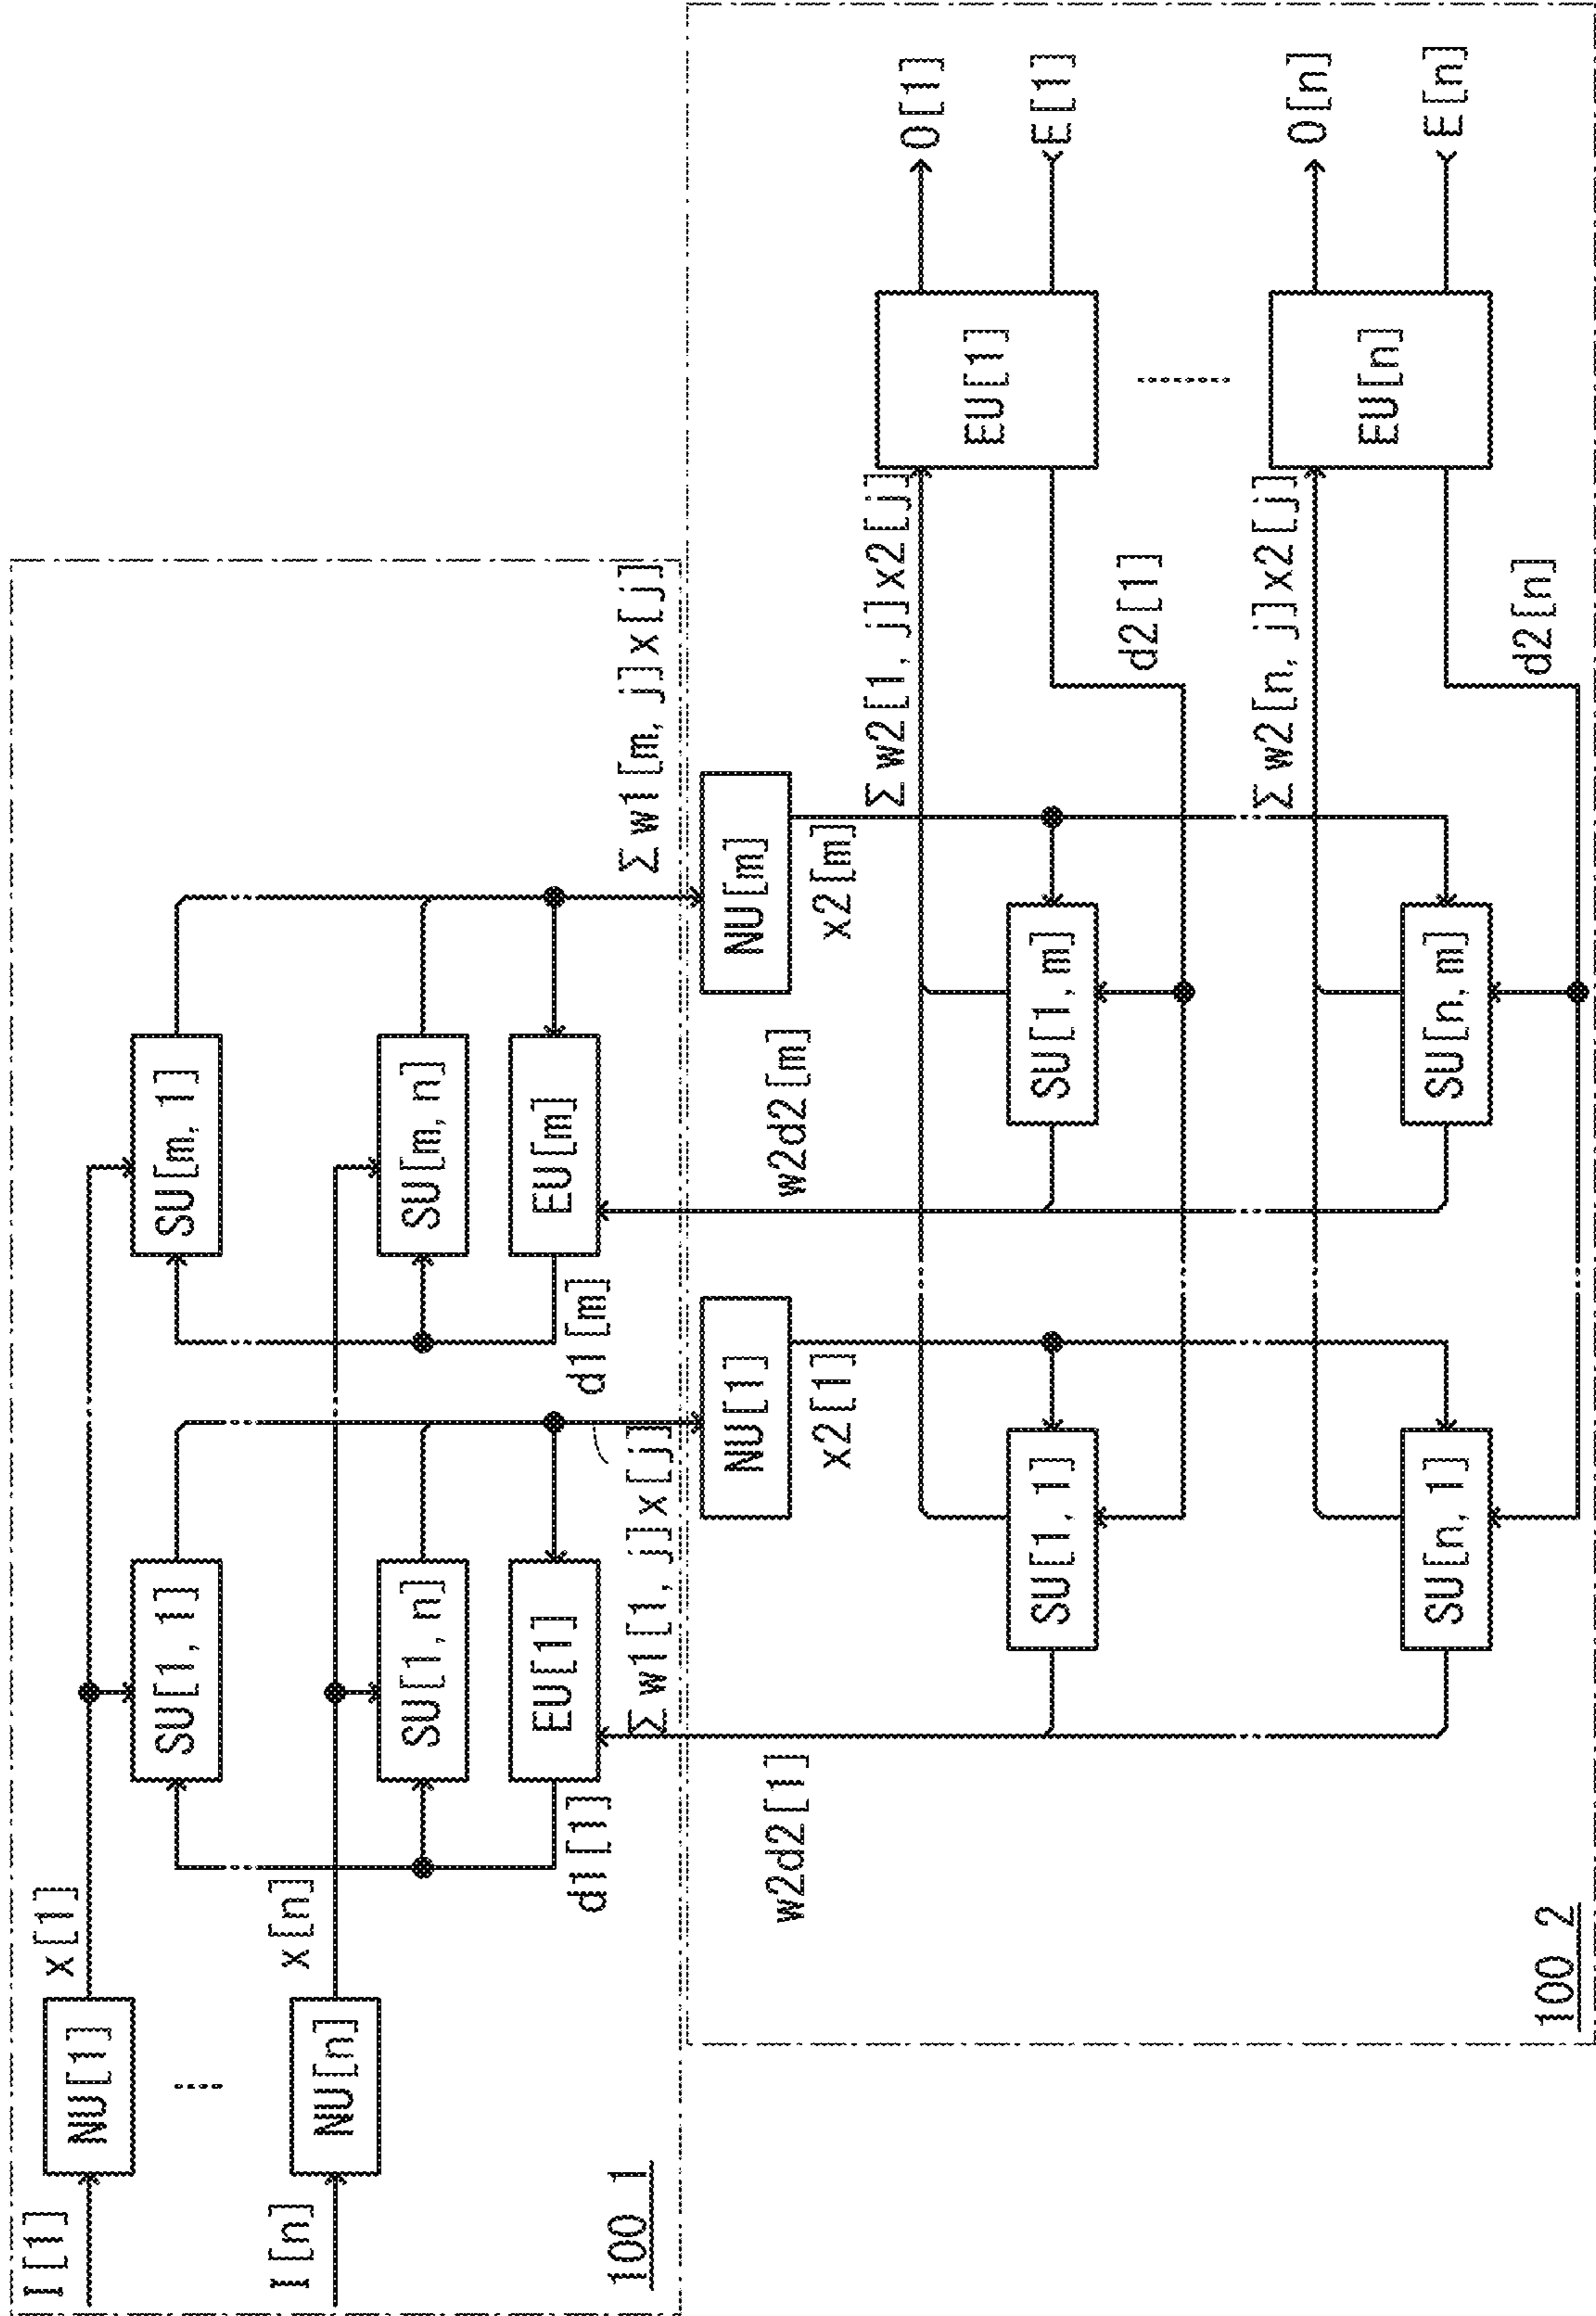 I[1]
NU[1]
x[1]
SU[1, 1]
SU[m, 1]
I[n]
NU[n]
x[n]
SU[1, n]
SU[m, n]
EU[1]
EU[m]
d1[1]
d1[m]
Σw1[1, j]x[j]
Σw1[m, j]x[j]
100_1
NU[1]
NU[m]
w2d2[1]
x2[1]
w2d2[m]
x2[m]
Σw2[1, j]x2[j]
O[1]
EU[1]
E[1]
SU[1, 1]
SU[1, m]
d2[1]
Σw2[n, j]x2[j]
O[n]
EU[n]
E[n]
SU[n, 1]
SU[n, m]
d2[n]
100_2